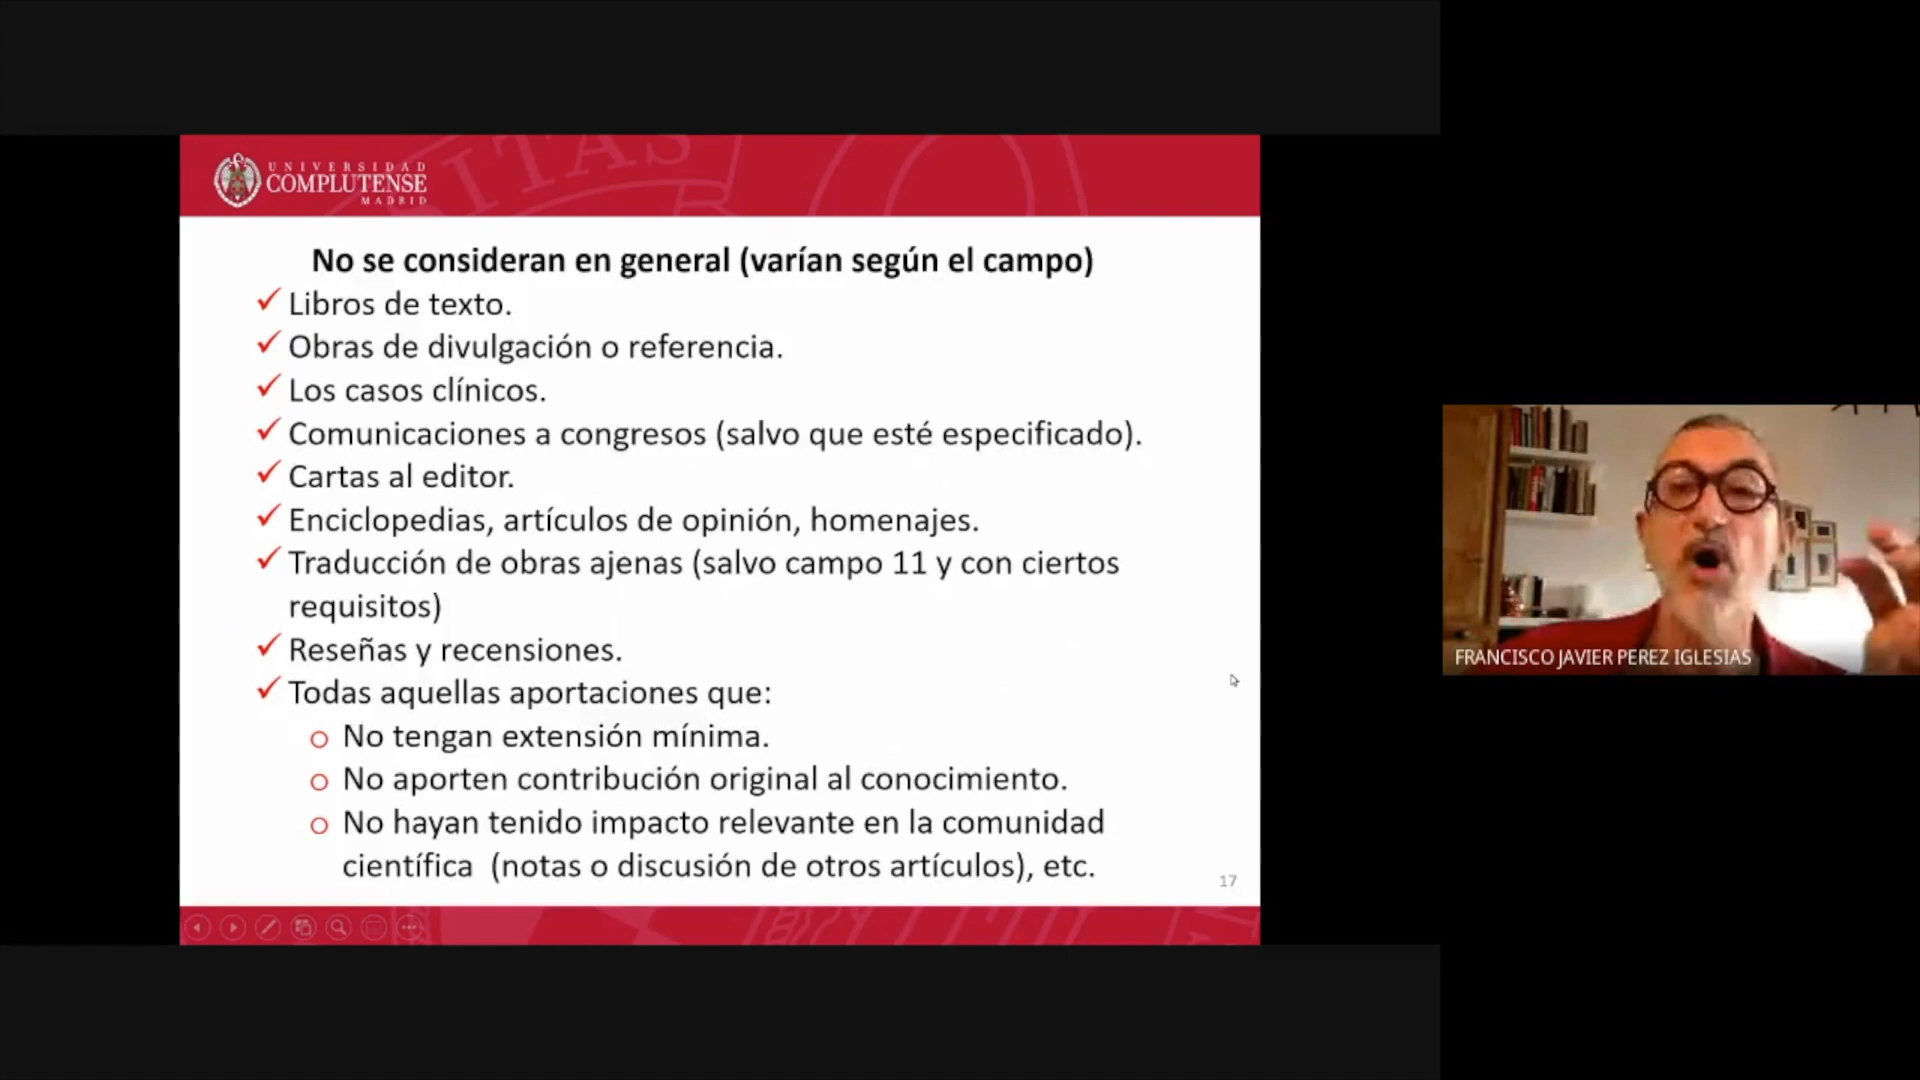 UNIVERSIDAD
COMPLUTENSE
MADRID
No se consideran en general (varían según el campo)
Libros de texto.
Obras de divulgación o referencia.
Los casos clínicos.
Comunicaciones a congresos (salvo que esté especificado).
Cartas al editor.
Enciclopedias, artículos de opinión, homenajes.
Traducción de obras ajenas (salvo campo 11 y con ciertos
requisitos)
Reseñas y recensiones.
Todas aquellas aportaciones que:
No tengan extensión mínima.
No aporten contribución original al conocimiento.
No hayan tenido impacto relevante en la comunidad
científica (notas o discusión de otros artículos), etc.
17
FRANCISCO JAVIER PEREZ IGLESIAS